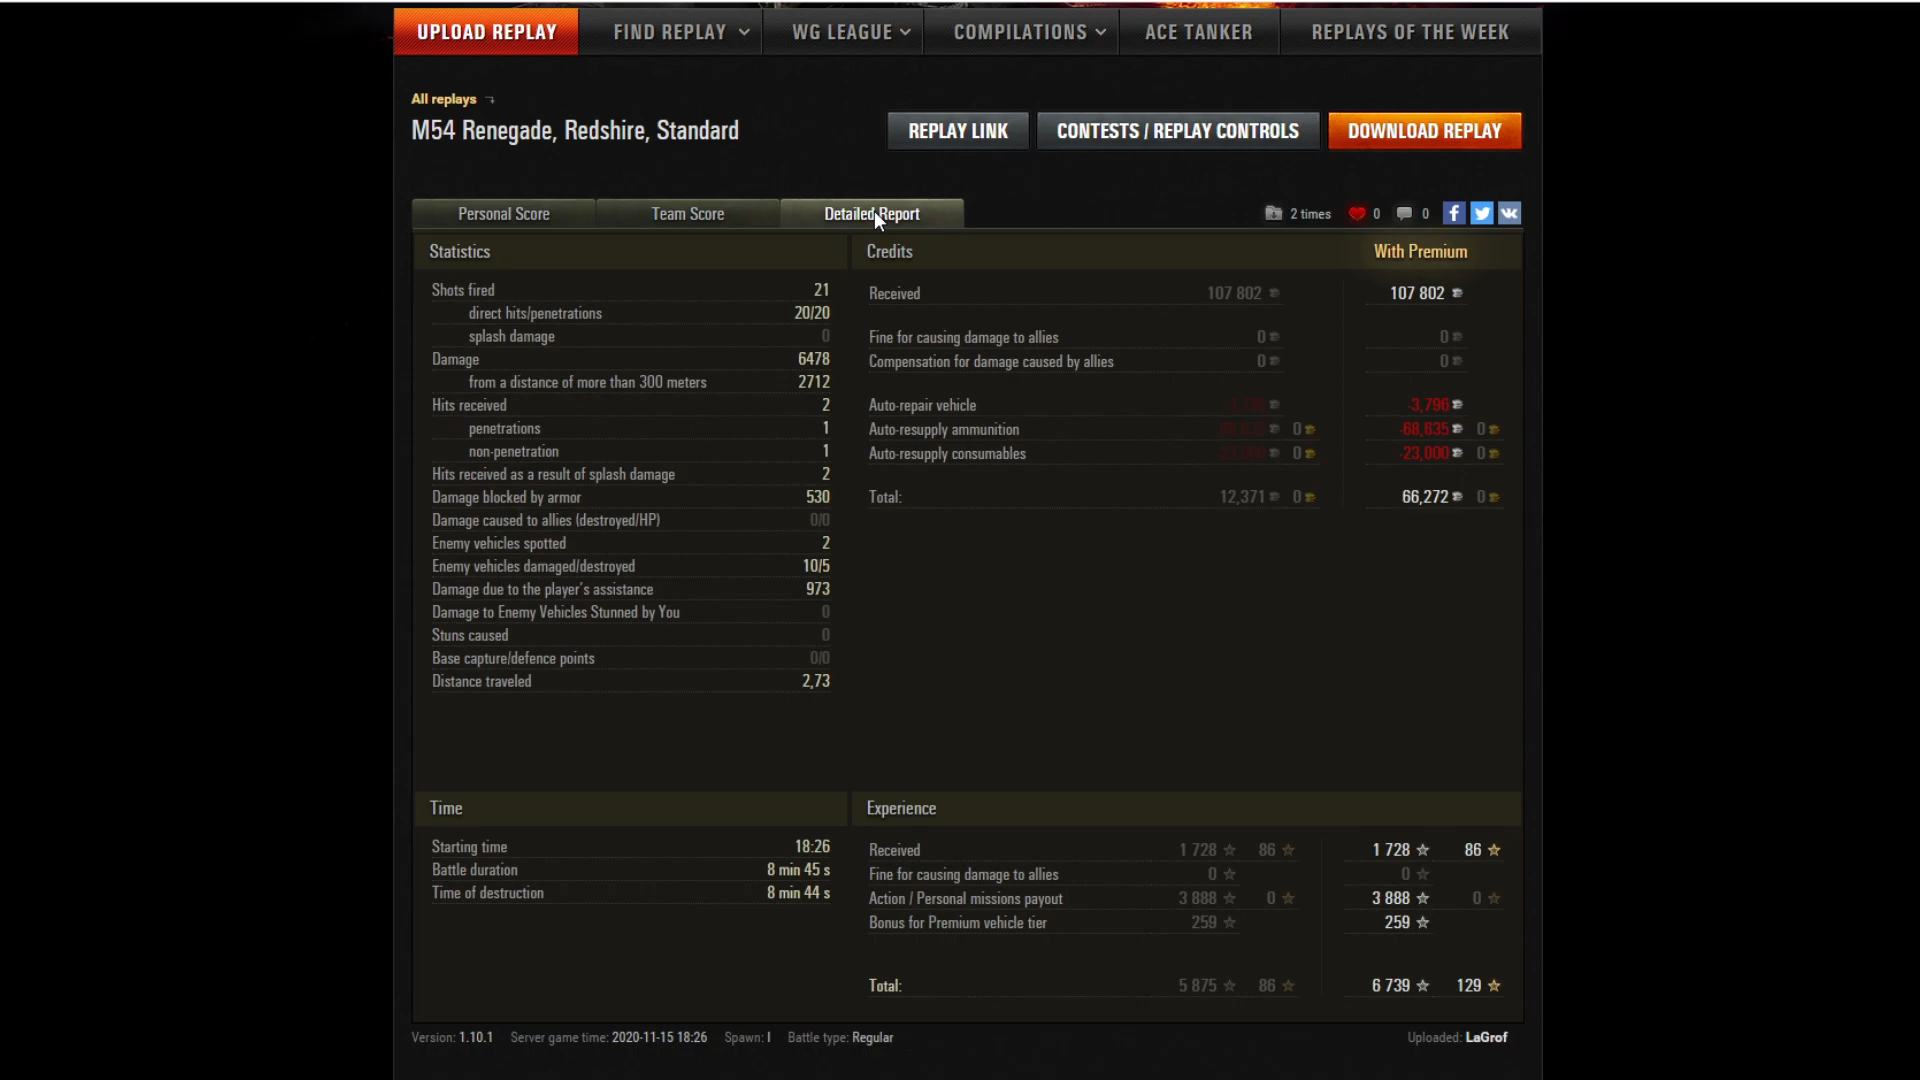 UPLOAD REPLAY FIND REPLAY WG LEAGUE COMPILATIONS ACE TANKER REPLAYS OF THE WEEK
All replays
M54 Renegade, Redshire, Standard
REPLAY LINK CONTESTS / REPLAY CONTROLS DOWNLOAD REPLAY
Personal Score Team Score Detailed Report 2 times 0 0
Statistics
Shots fired 21
direct hits/penetrations 20/20
splash damage 0
Damage 6478
from a distance of more than 300 meters 2712
Hits received 2
penetrations 1
non-penetration 1
Hits received as a result of splash damage 2
Damage blocked by armor 530
Damage caused to allies (destroyed/HP) 0/0
Enemy vehicles spotted 2
Enemy vehicles damaged/destroyed 10/5
Damage due to the player's assistance 973
Damage to Enemy Vehicles Stunned by You 0
Stuns caused 0
Base capture/defence points 0/0
Distance traveled 2,73
Credits With Premium
Received 107 802 107 802
Fine for causing damage to allies 0 0
Compensation for damage caused by allies 0 0
Auto-repair vehicle -3,796
Auto-resupply ammunition 0 -68,635 0
Auto-resupply consumables 0 -23,000 0
Total: 12,371 0 66,272 0
Time
Starting time 18:26
Battle duration 8 min 45 s
Time of destruction 8 min 44 s
Experience
Received 1 728 86 1 728 86
Fine for causing damage to allies 0 0
Action / Personal missions payout 3 888 0 3 888 0
Bonus for Premium vehicle tier 259 259
Total: 5 875 86 6 739 129
Version: 1.10.1 Server game time: 2020-11-15 18:26 Spawn: I Battle type: Regular Uploaded: LaGrof